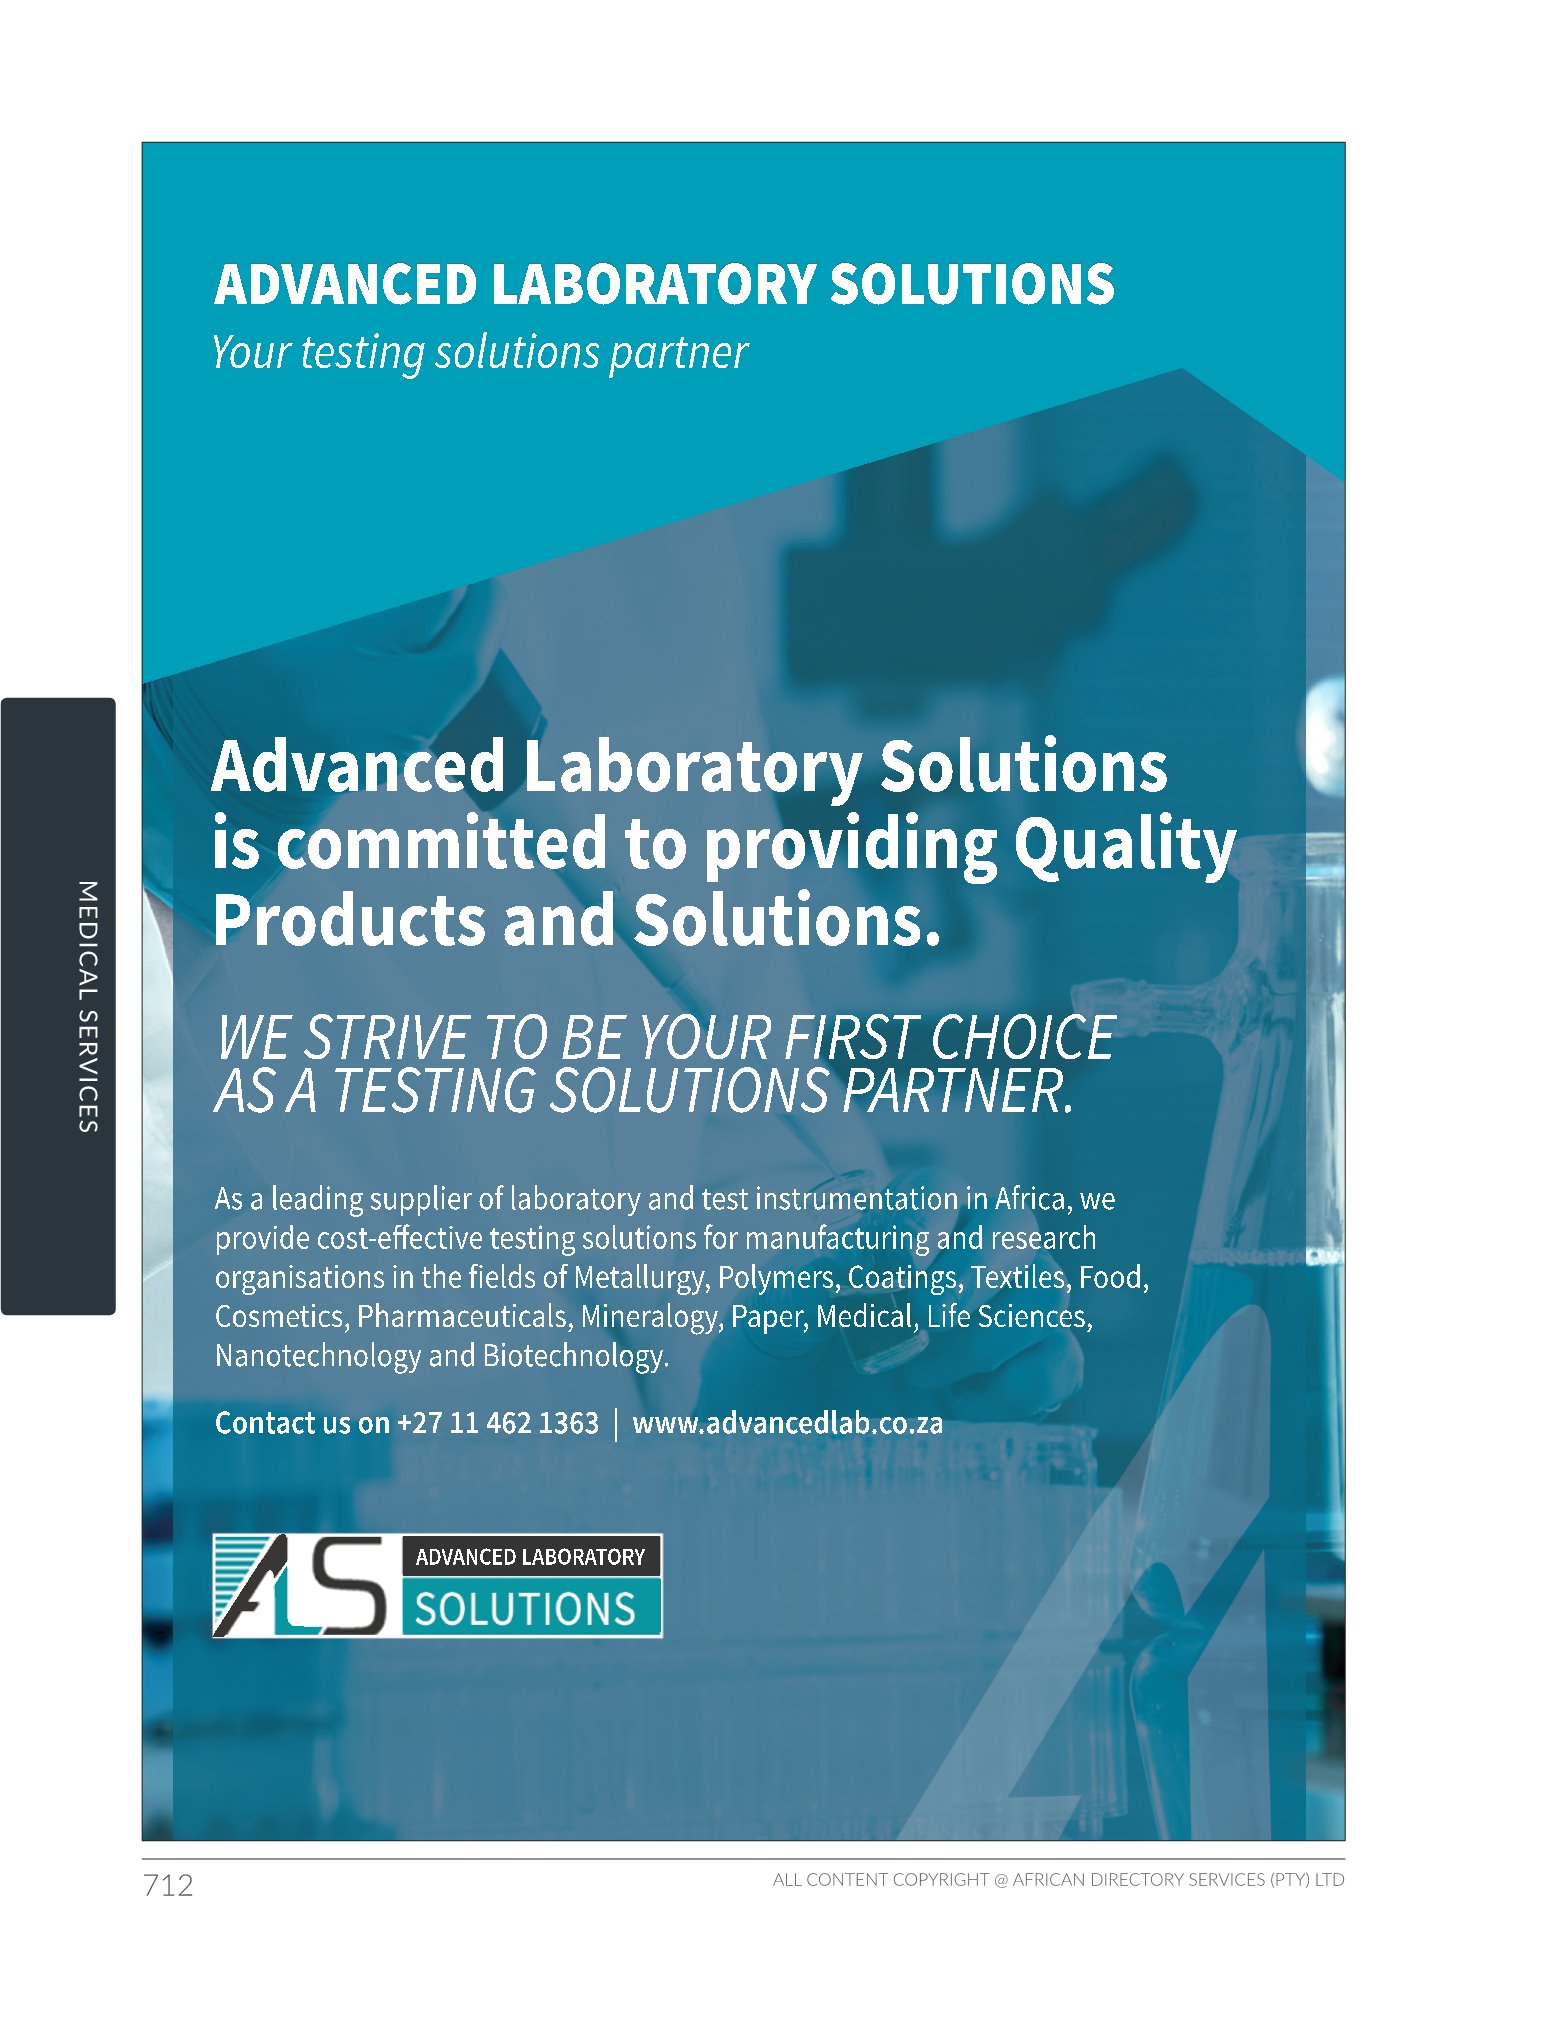 ADVANCED LABORATORY SOLUTIONS
Your testing solutions partner
Advanced Laboratory Solutions
is committed to providing Quality
Products and Solutions.
WE STRIVE TO BE YOUR FIRST CHOICE
AS A TESTING SOLUTIONS PARTNER.
As a leading supplier of laboratory and test instrumentation in Africa, we
provide cost-effective testing solutions for manufacturing and research
organisations in the fields of Metallurgy, Polymers, Coatings, Textiles, Food,
Cosmetics, Pharmaceuticals, Mineralogy, Paper, Medical, Life Sciences,
Nanotechnology and Biotechnology.
Contact us on +27 11 462 1363 | www.advancedlab.co.za
ALS
ADVANCED LABORATORY
SOLUTIONS
MEDICAL SERVICES
712
ALL CONTENT COPYRIGHT @ AFRICAN DIRECTORY SERVICES (PTY) LTD